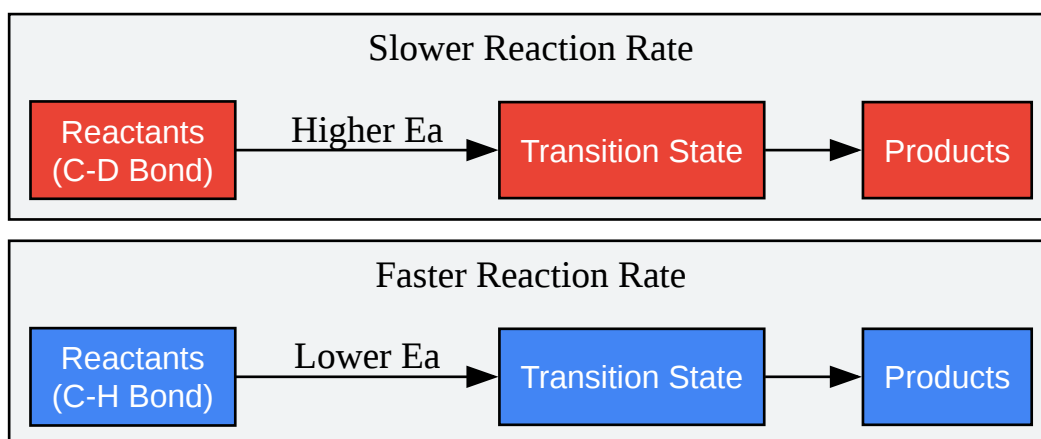 Slower Reaction Rate
Reactants
(C-D Bond)
Higher Ea
Transition State
Products
Faster Reaction Rate
Reactants
(C-H Bond)
Lower Ea
Transition State
Products